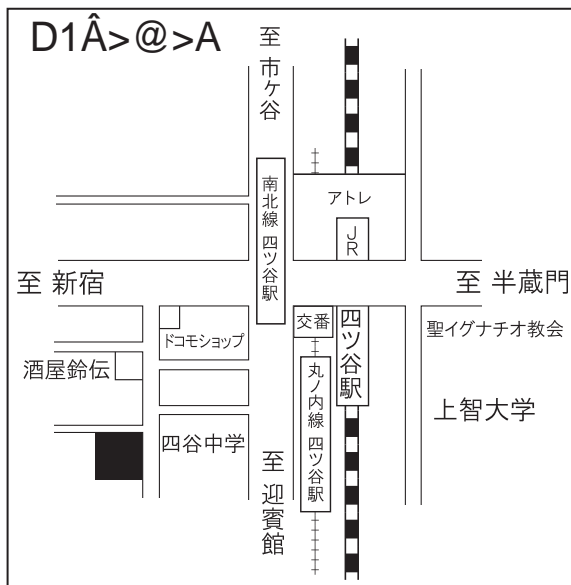 D1Â>@>A
至 市ヶ谷
アトレ
JR
南北線 四ツ谷駅
至 新宿
至 半蔵門
交番
四ツ谷駅
聖イグナチオ教会
ドコモショップ
酒屋鈴伝
丸ノ内線 四ツ谷駅
上智大学
四谷中学
至 迎賓館